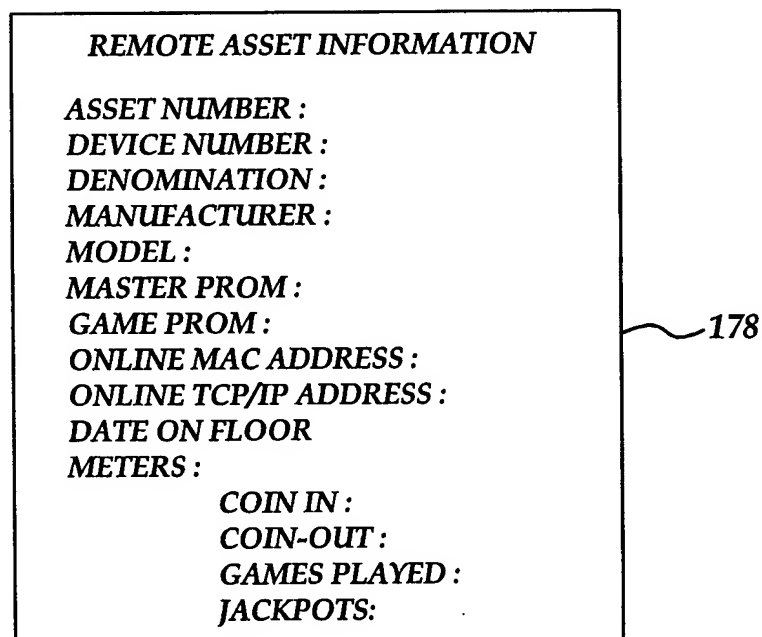 REMOTE ASSET INFORMATION
ASSET NUMBER :
DEVICE NUMBER :
DENOMINATION :
MANUFACTURER :
MODEL :
MASTER PROM :
GAME PROM :
178
ONLINE MAC ADDRESS :
ONLINE TCP/IP ADDRESS :
DATE ON FLOOR
METERS :
COIN IN :
COIN-OUT :
GAMES PLAYED :
JACKPOTS: